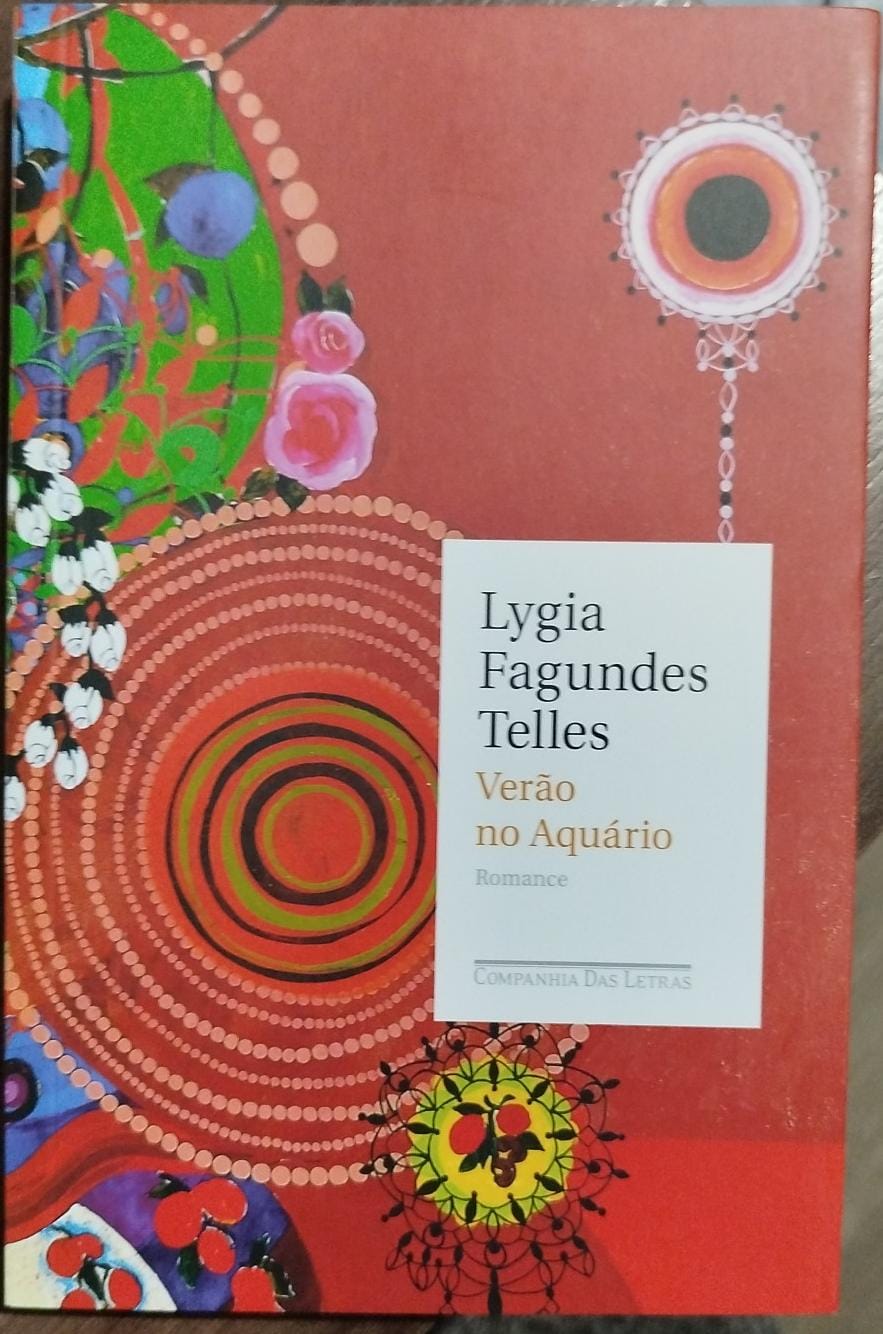 Lygia
Fagundes
Telles
Verão
no Aquário
Romance
Companhia Das Letras